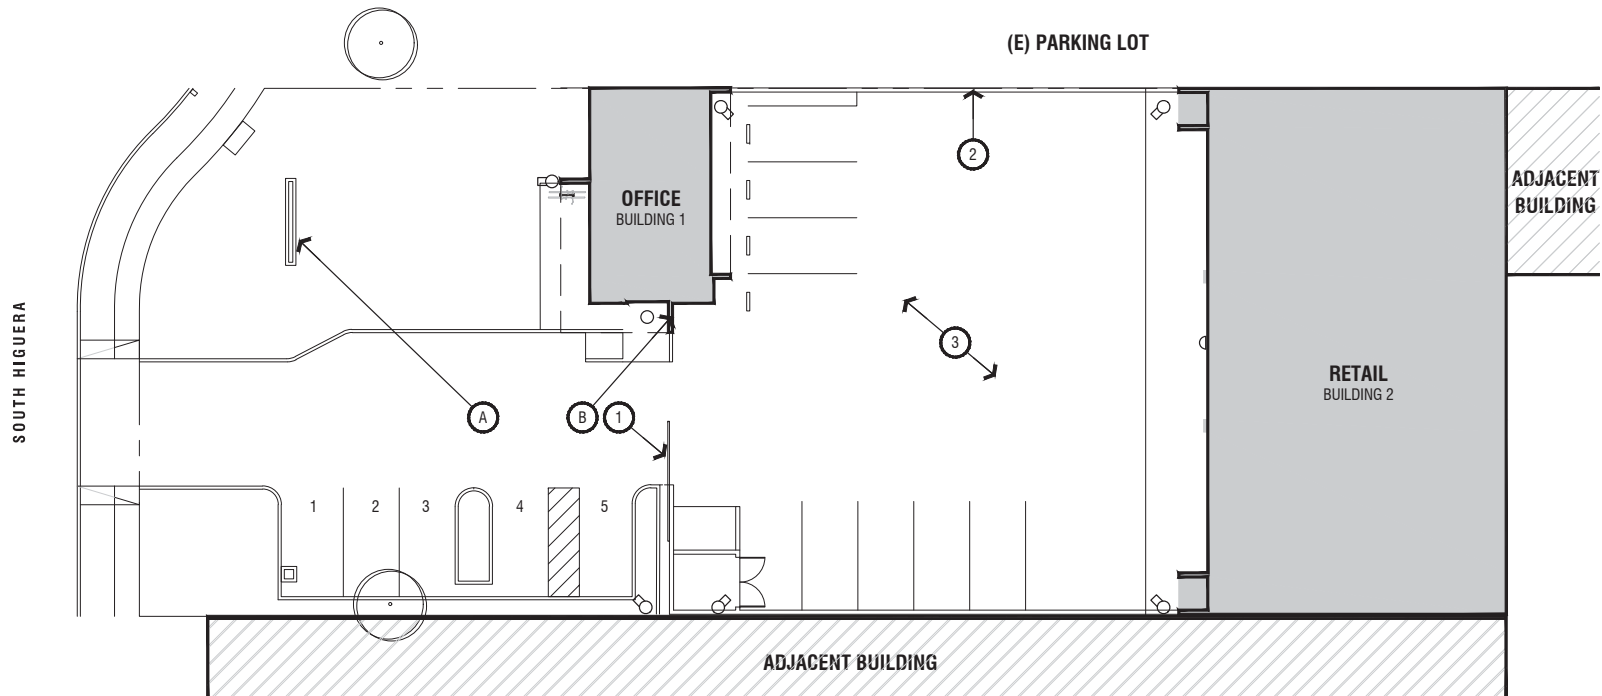 (E) PARKING LOT
2
ADJACENT
BUILDING
OFFICE
BUILDING 1
SOUTH HIGUERA
3
RETAIL
BUILDING 2
A
B
1
1
2
3
4
5
ADJACENT BUILDING